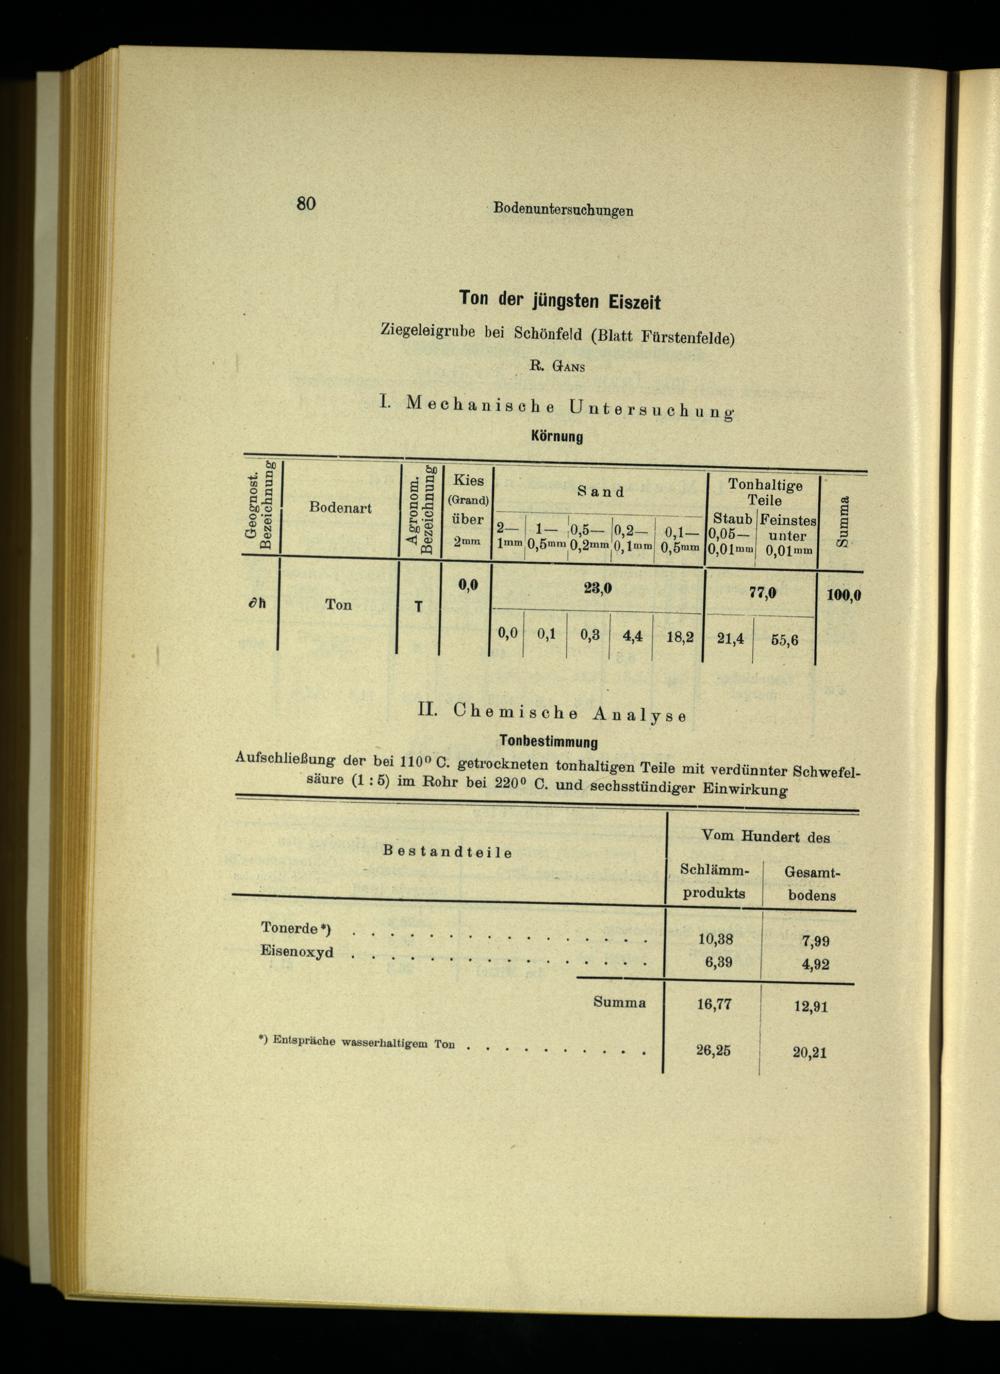 80
Bodenuntersuchungen
Ton der jüngsten Eiszeit
Ziegeleigrube bei Schönfeld (Blatt Fürstenfelde)
R. GANS
I. Mechanische Untersuchung
Körnung
Geognost. Bezeichnung
Bodenart
Agronom. Bezeichnung
Kies (Grand) über 2mm
Sand
2— 1mm
1— 0,5mm
0,5— 0,2mm
0,2— 0,1mm
0,1— 0,5mm
Tonhaltige Teile
Staub 0,05— 0,01mm
Feinstes unter 0,01mm
Summa
∂h Ton T 0,0 23,0 77,0 100,0
0,0 0,1 0,3 4,4 18,2 21,4 55,6
II. Chemische Analyse
Tonbestimmung
Aufschließung der bei 110° C. getrockneten tonhaltigen Teile mit verdünnter Schwefel-
säure (1 : 5) im Rohr bei 220° C. und sechsstündiger Einwirkung
Bestandteile
Vom Hundert des
Schlämm- produkts
Gesamt- bodens
Tonerde*) . . . . . . . . . . . . . . . . 10,38 7,99
Eisenoxyd . . . . . . . . . . . . . . . . 6,39 4,92
Summa 16,77 12,91
*) Entspräche wasserhaltigem Ton . . . . . . . . . . 26,25 20,21